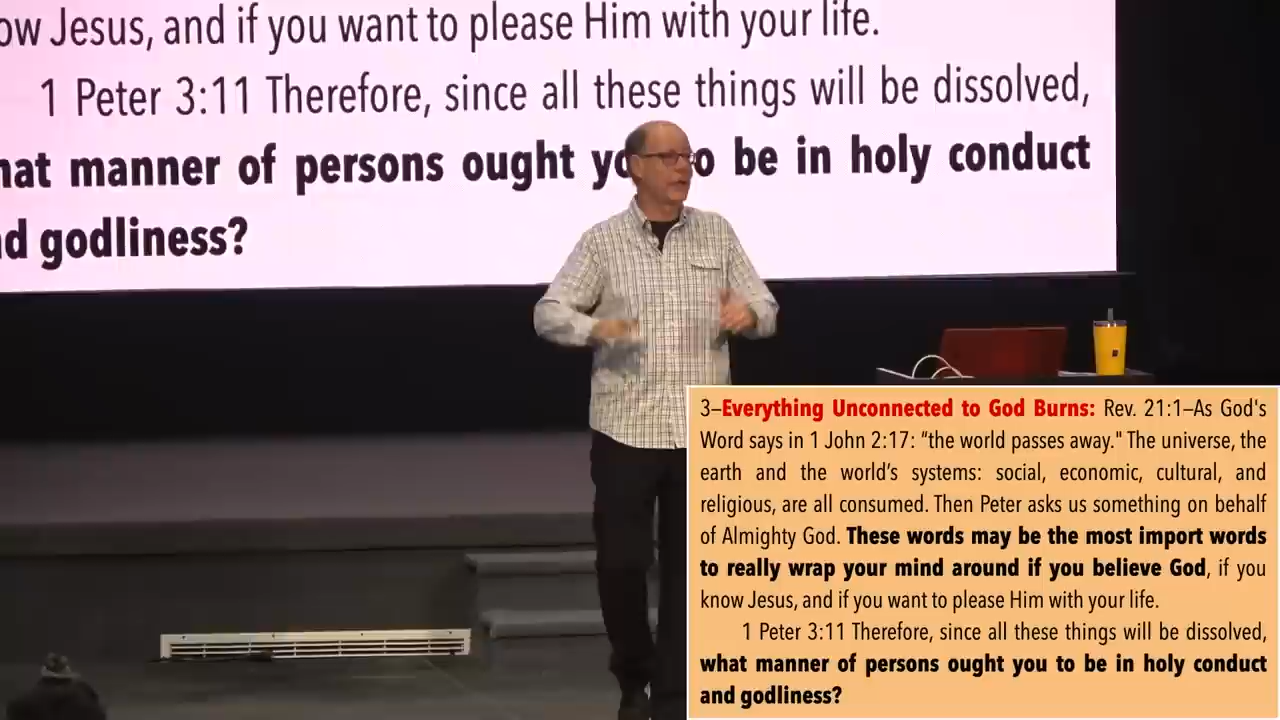 ow Jesus, and if you want to please Him with your life.
1 Peter 3:11 Therefore, since all these things will be dissolved,
hat manner of persons ought yo o be in holy conduct
nd godliness?
3–Everything Unconnected to God Burns: Rev. 21:1–As God's
Word says in 1 John 2:17: "the world passes away." The universe, the
earth and the world's systems: social, economic, cultural, and
religious, are all consumed. Then Peter asks us something on behalf
of Almighty God. These words may be the most import words
to really wrap your mind around if you believe God, if you
know Jesus, and if you want to please Him with your life.
1 Peter 3:11 Therefore, since all these things will be dissolved,
what manner of persons ought you to be in holy conduct
and godliness?